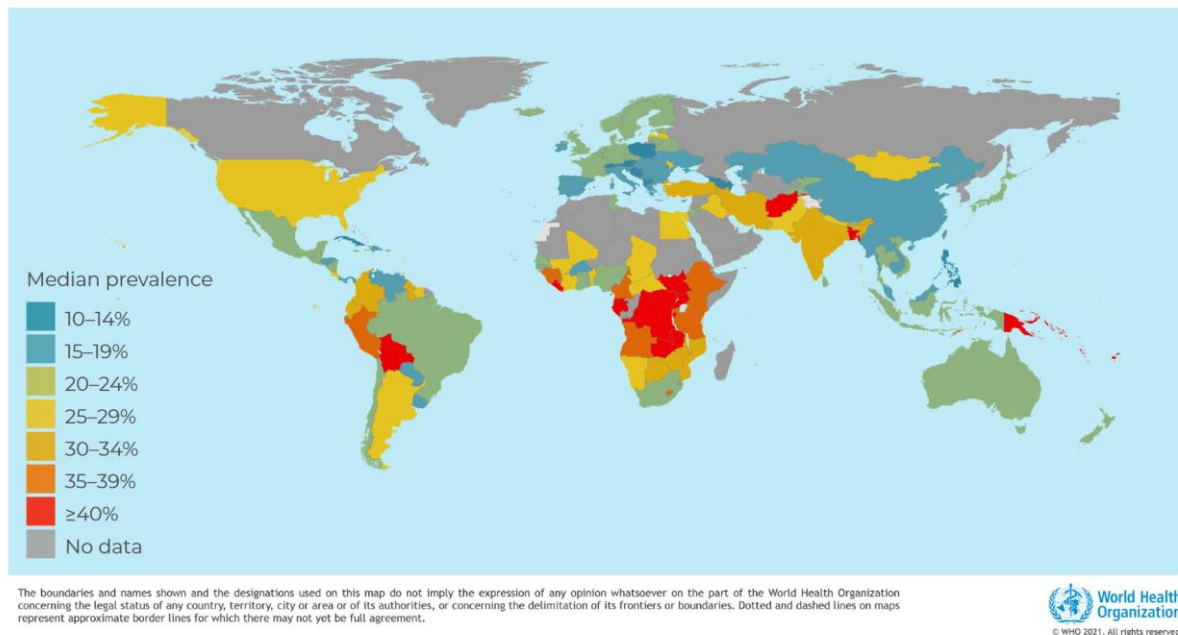 Median prevalence
10–14%
15–19%
20–24%
25–29%
30–34%
35–39%
≥40%
No data
The boundaries and names shown and the designations used on this map do not imply the expression of any opinion whatsoever on the part of the World Health Organization
concerning the legal status of any country, territory, city or area or of its authorities, or concerning the delimitation of its frontiers or boundaries. Dotted and dashed lines on maps
represent approximate border lines for which there may not yet be full agreement.
World Health
Organization
© WHO 2021. All rights reserved